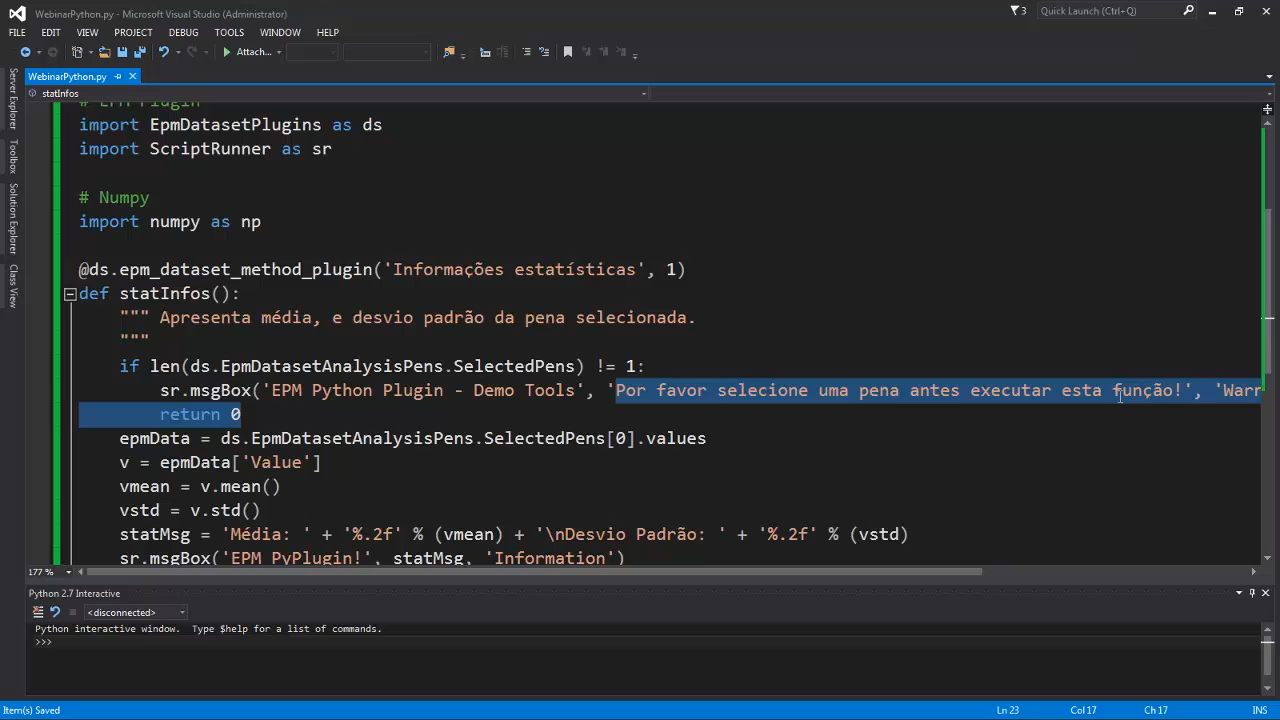 WebinarPython.py - Microsoft Visual Studio (Administrator)
3
Quick Launch (Ctrl+Q)
FILE EDIT VIEW PROJECT DEBUG TOOLS WINDOW HELP
Attach...
WebinarPython.py
statInfos
Server Explorer
Toolbox
Solution Explorer
Class View
# EPM Plugin
import EpmDatasetPlugins as ds
import ScriptRunner as sr
# Numpy
import numpy as np
@ds.epm_dataset_method_plugin('Informações estatísticas', 1)
def statInfos():
""" Apresenta média, e desvio padrão da pena selecionada.
"""
if len(ds.EpmDatasetAnalysisPens.SelectedPens) != 1:
sr.msgBox('EPM Python Plugin - Demo Tools', 'Por favor selecione uma pena antes executar esta função!', 'Warr
return 0
epmData = ds.EpmDatasetAnalysisPens.SelectedPens[0].values
v = epmData['Value']
vmean = v.mean()
vstd = v.std()
statMsg = 'Média: ' + '%.2f' % (vmean) + '\nDesvio Padrão: ' + '%.2f' % (vstd)
sr.msgBox('EPM PyPlugin!', statMsg, 'Information')
177 %
Python 2.7 Interactive
<disconnected>
Python interactive window. Type $help for a list of commands.
>>>
Item(s) Saved
Ln 23 Col 17 Ch 17 INS